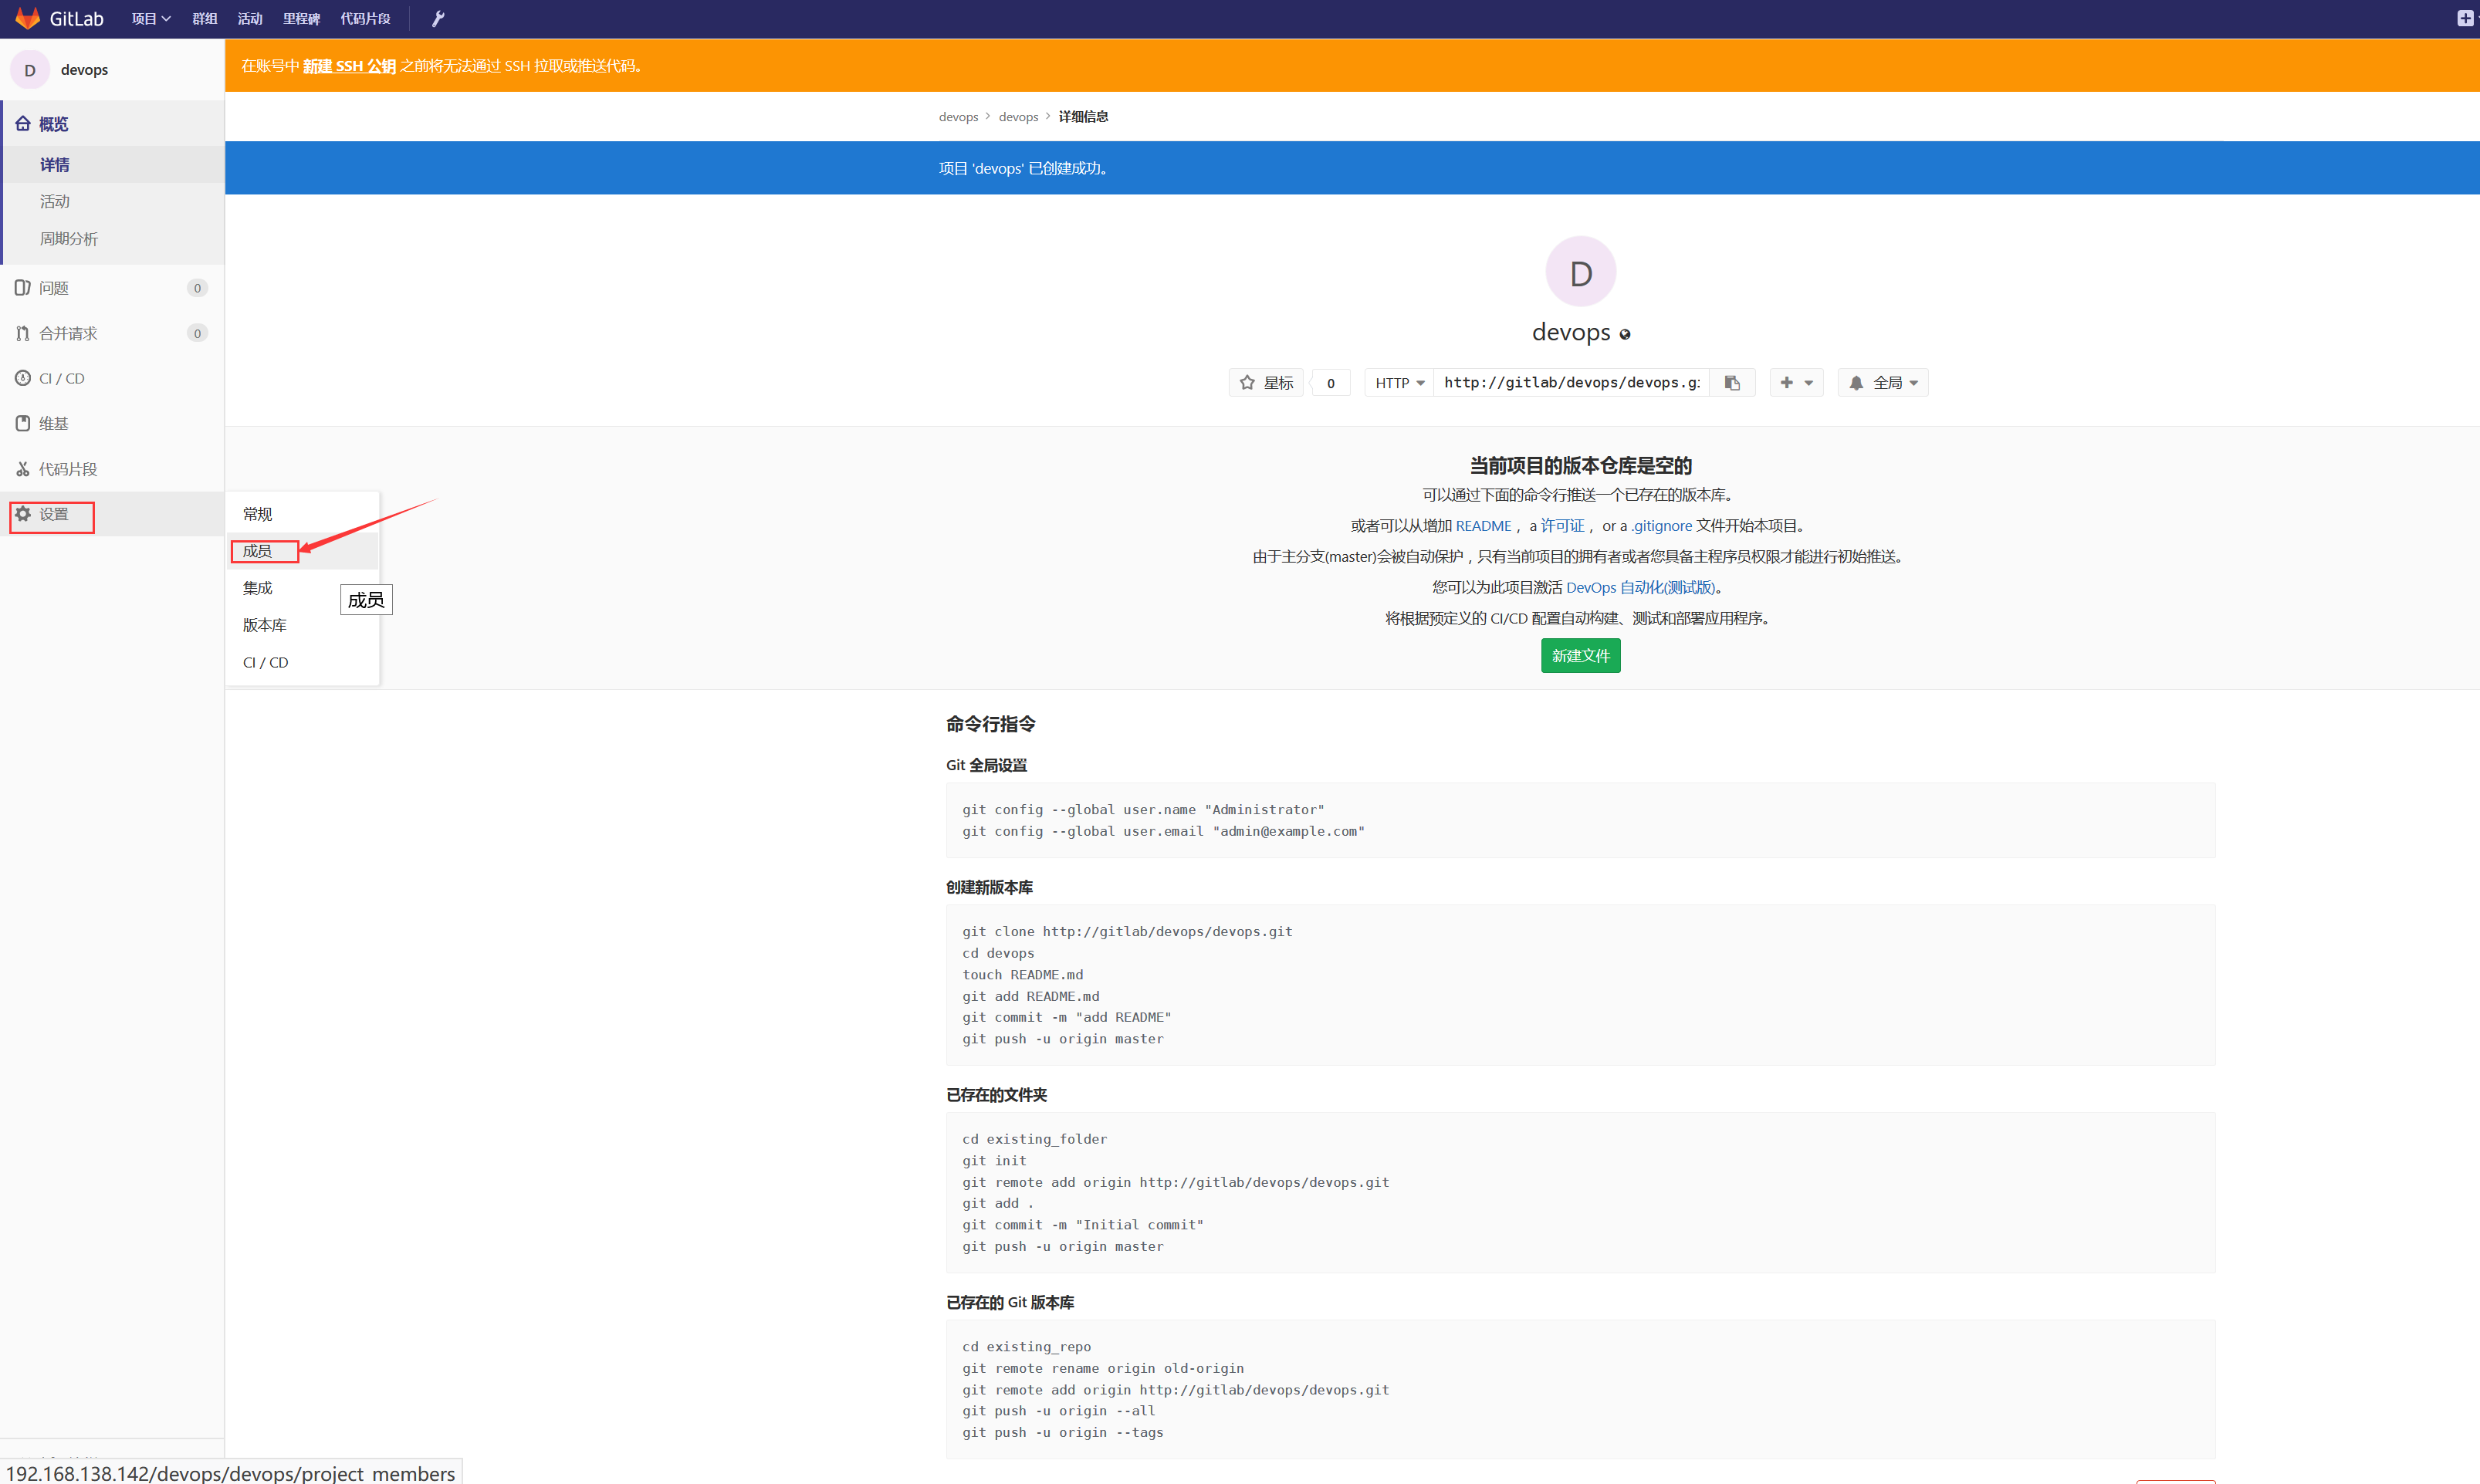 GitLab 项目 群组 活动 里程碑 代码片段
D devops
在账号中 新建 SSH 公钥 之前将无法通过 SSH 拉取或推送代码。
devops > devops > 详细信息
项目 'devops' 已创建成功。
概览
详情
活动
周期分析
问题 0
合并请求 0
CI / CD
维基
代码片段
设置
常规
成员
集成
成员
版本库
CI / CD
D
devops
星标 0 HTTP http://gitlab/devops/devops.gi 全局
当前项目的版本仓库是空的
可以通过下面的命令行推送一个已存在的版本库。
或者可以从增加 README， a 许可证， or a .gitignore 文件开始本项目。
由于主分支(master)会被自动保护，只有当前项目的拥有者或者您具备主程序员权限才能进行初始推送。
您可以为此项目激活 DevOps 自动化(测试版)。
将根据预定义的 CI/CD 配置自动构建、测试和部署应用程序。
新建文件
命令行指令
Git 全局设置
git config --global user.name "Administrator"
git config --global user.email "admin@example.com"
创建新版本库
git clone http://gitlab/devops/devops.git
cd devops
touch README.md
git add README.md
git commit -m "add README"
git push -u origin master
已存在的文件夹
cd existing_folder
git init
git remote add origin http://gitlab/devops/devops.git
git add .
git commit -m "Initial commit"
git push -u origin master
已存在的 Git 版本库
cd existing_repo
git remote rename origin old-origin
git remote add origin http://gitlab/devops/devops.git
git push -u origin --all
git push -u origin --tags
192.168.138.142/devops/devops/project_members